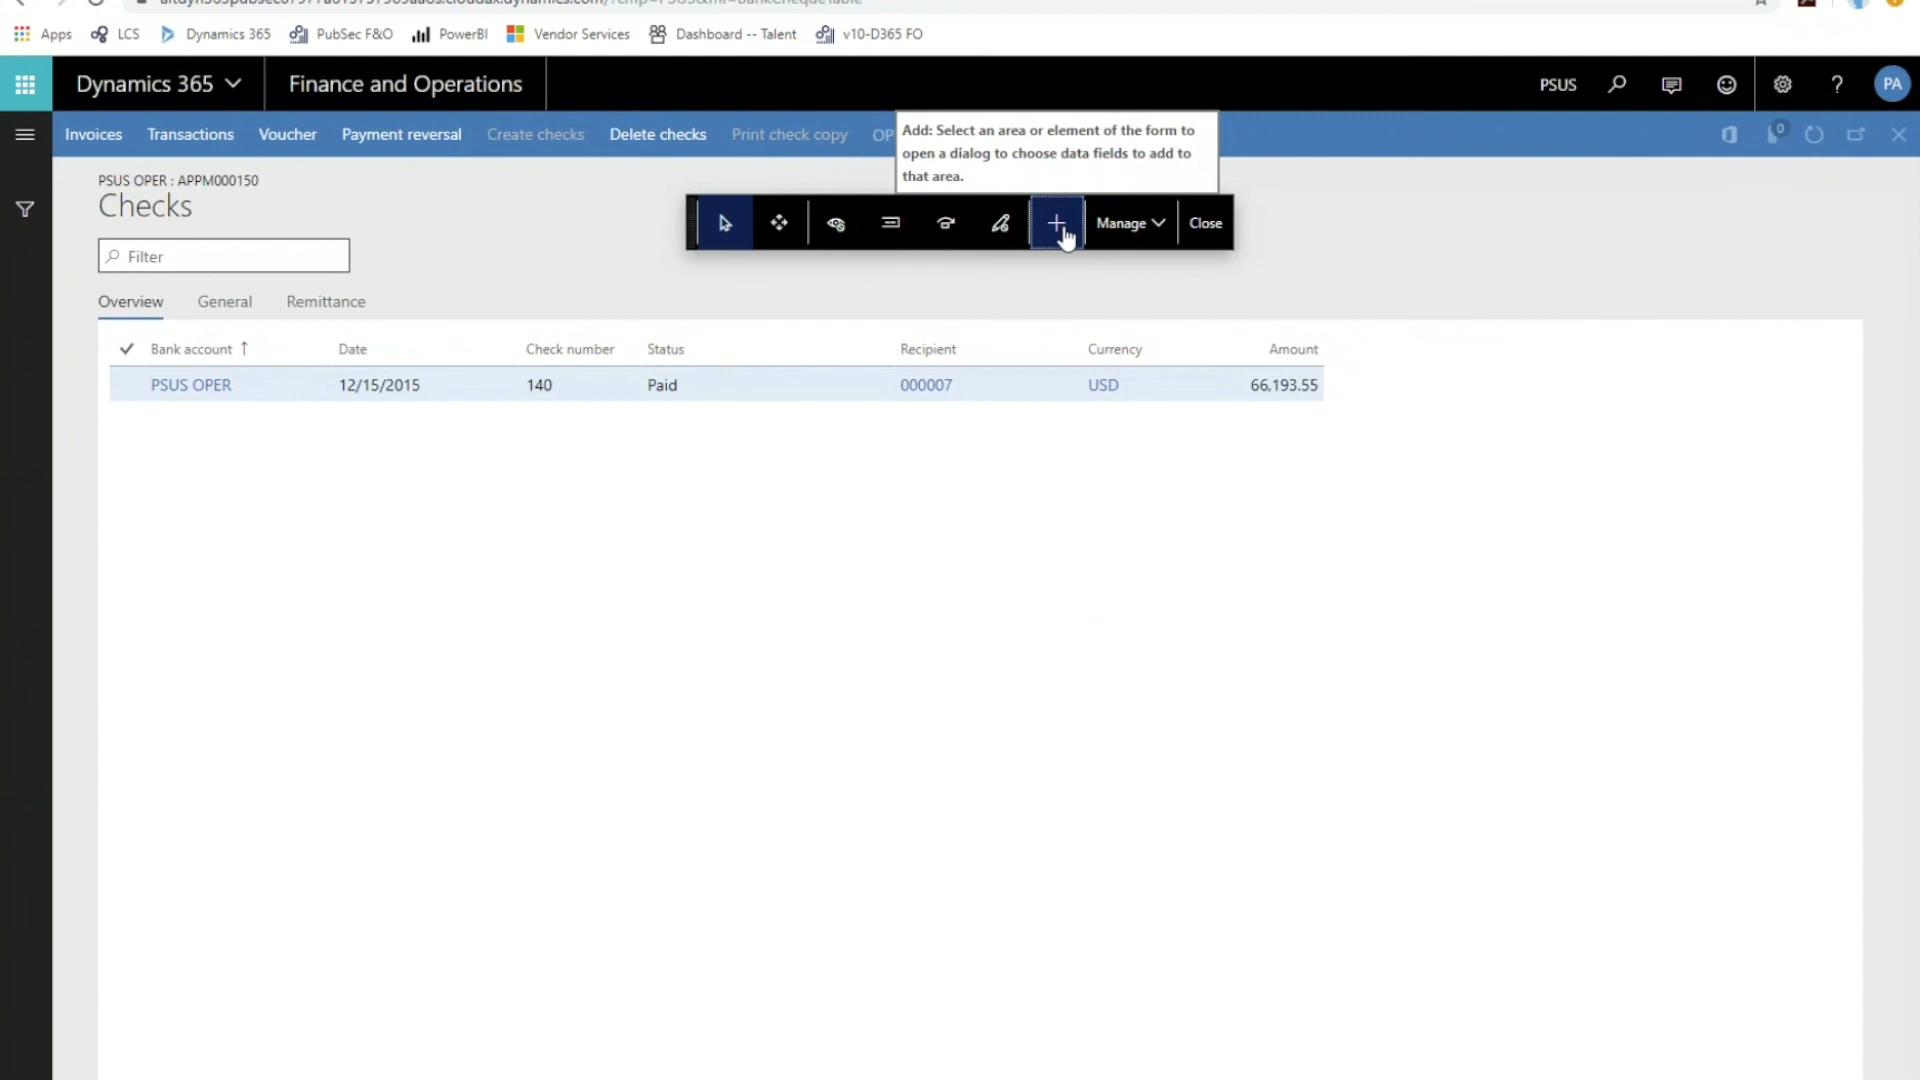 Apps LCS Dynamics 365 PubSec F&O PowerBI Vendor Services Dashboard -- Talent v10-D365 FO
Dynamics 365 Finance and Operations PSUS ? PA
Invoices Transactions Voucher Payment reversal Create checks Delete checks Print check copy OP 0
Add: Select an area or element of the form to
open a dialog to choose data fields to add to
that area.
PSUS OPER : APPM000150
Checks
Manage Close
Filter
Overview General Remittance
Bank account Date Check number Status Recipient Currency Amount
PSUS OPER 12/15/2015 140 Paid 000007 USD 66,193.55